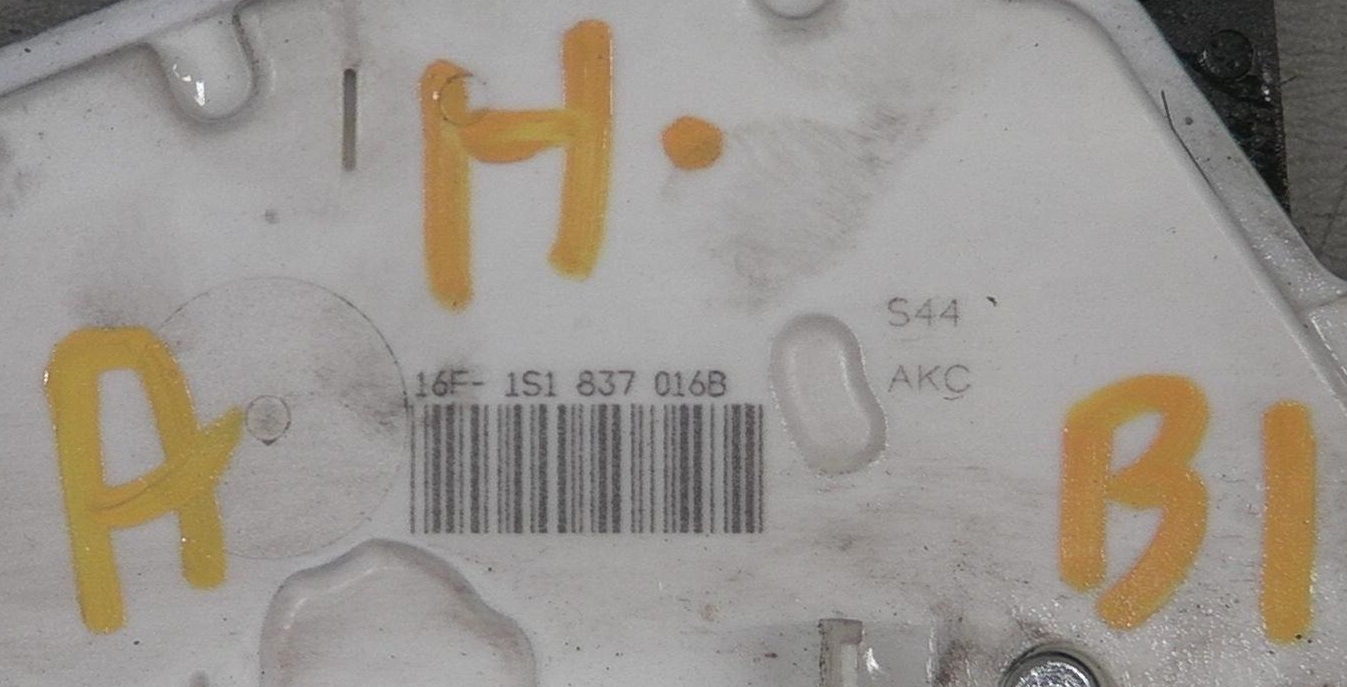 H.
S44
AKC
16F- 1S1 837 016B
A
B1